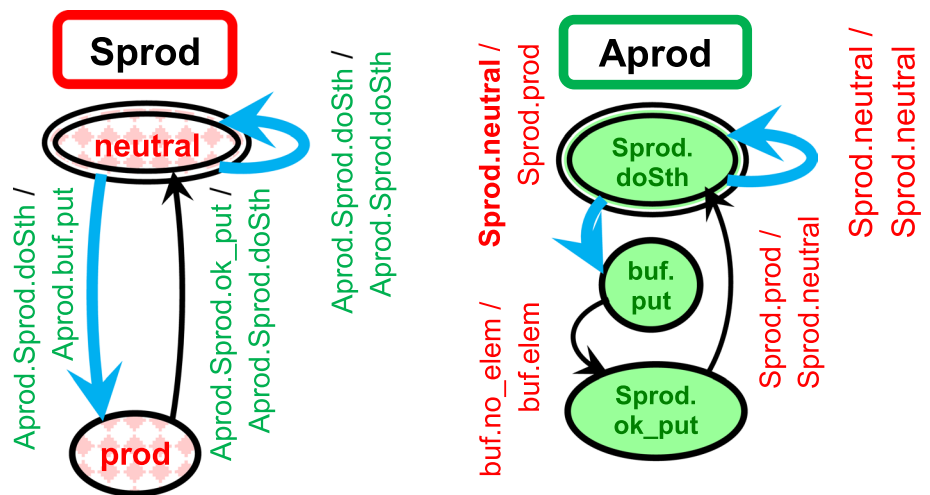 Sprod
neutral
Aprod.Sprod.doSth /
Aprod.Sprod.doSth
Aprod.Sprod.doSth /
Aprod.buf.put
Aprod.Sprod.ok_put /
Aprod.Sprod.doSth
prod
Aprod
Sprod.neutral /
Sprod.prod
Sprod.
doSth
Sprod.neutral /
Sprod.neutral
buf.
put
buf.no_elem /
buf.elem
Sprod.prod /
Sprod.neutral
Sprod.
ok_put